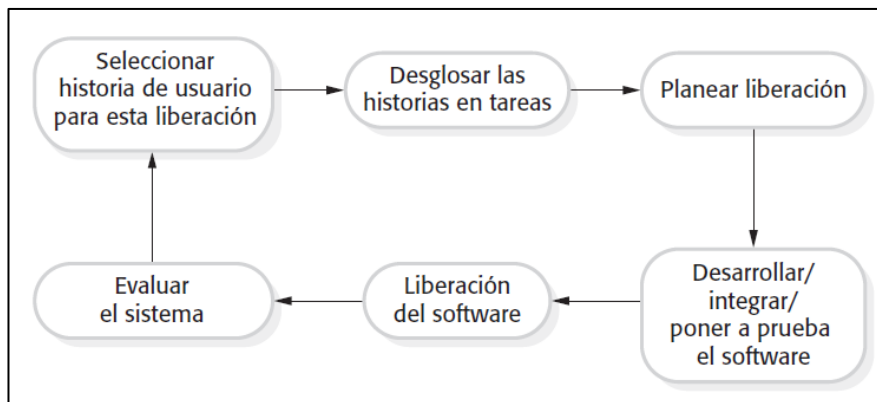 Seleccionar
historia de usuario
para esta liberación
Desglosar las
historias en tareas
Planear liberación
Desarrollar/
integrar/
poner a prueba
el software
Liberación
del software
Evaluar
el sistema